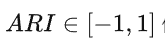 ARI ∈ [−1, 1]